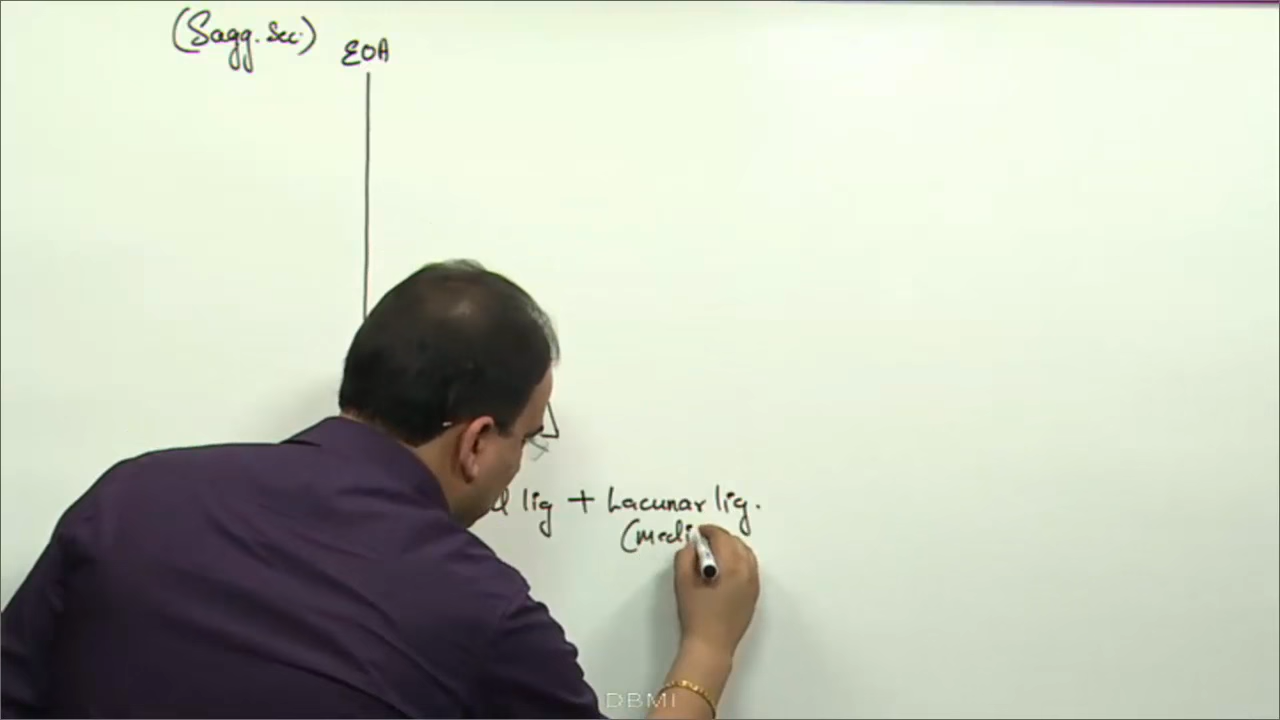 (Sagg. Sec.)
EOA
lig + Lacunar lig.
(medi
DBMI